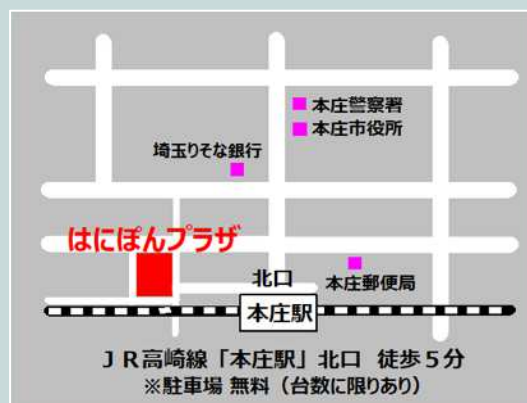 本庄警察署
本庄市役所
埼玉りそな銀行
はにぽんプラザ
北口
本庄郵便局
本庄駅
ＪＲ高崎線「本庄駅」北口 徒歩５分
※駐車場 無料（台数に限りあり）